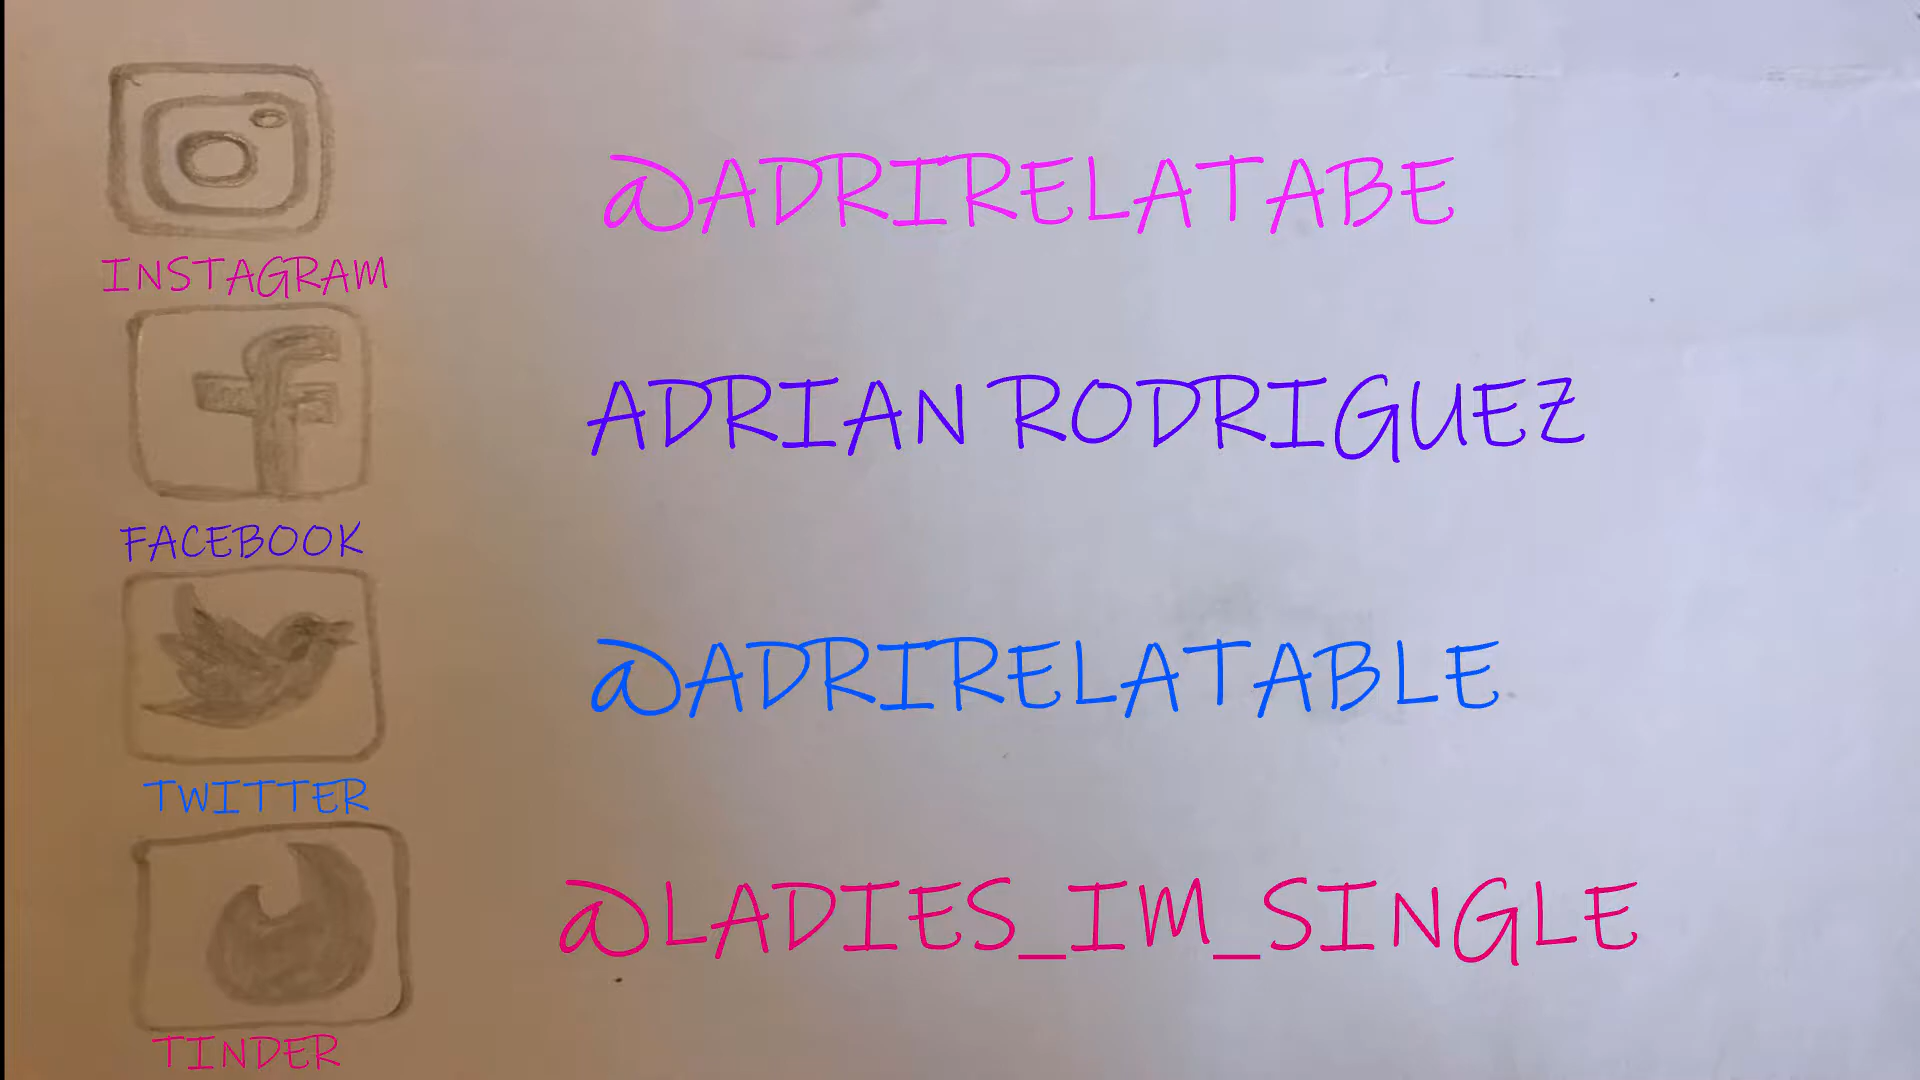 @ADRIRELATABE
INSTAGRAM
ADRIAN RODRIGUEZ
FACEBOOK
@ADRIRELATABLE
TWITTER
@LADIES_IM_SINGLE
TINDER